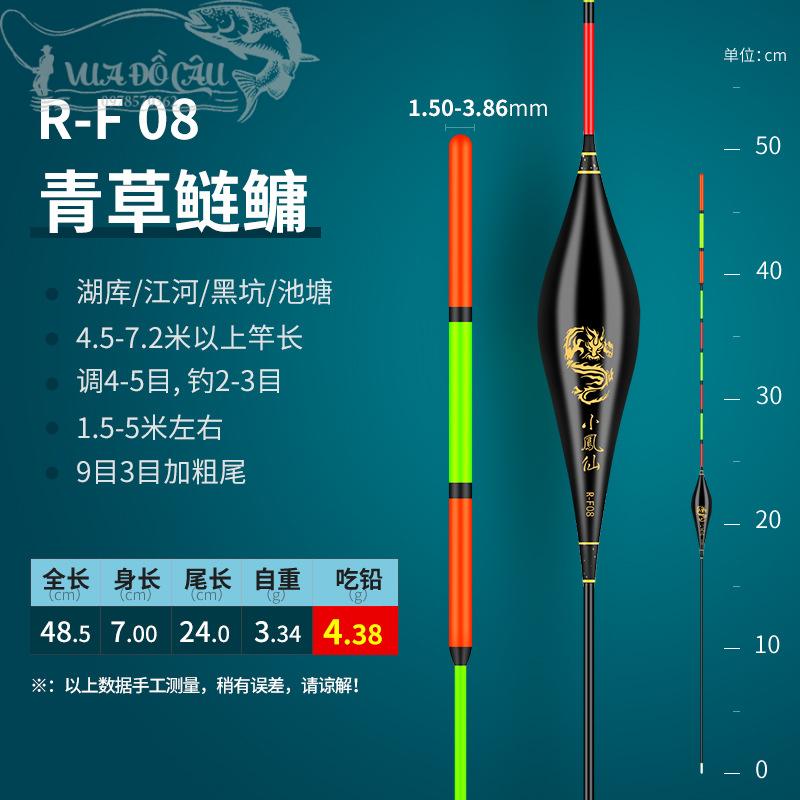 VUA ĐỒ CÂU
R-F 08
青草鲢鳙
湖库/江河/黑坑/池塘
4.5-7.2米以上竿长
调4-5目, 钓2-3目
1.5-5米左右
9目3目加粗尾
全长 身长 尾长 自重 吃铅
(cm) (cm) (cm) (g) (g)
48.5 7.00 24.0 3.34 4.38
※：以上数据手工测量，稍有误差，请谅解！
1.50-3.86mm
小鳳仙
R-F08
单位：cm
50
40
30
20
10
0